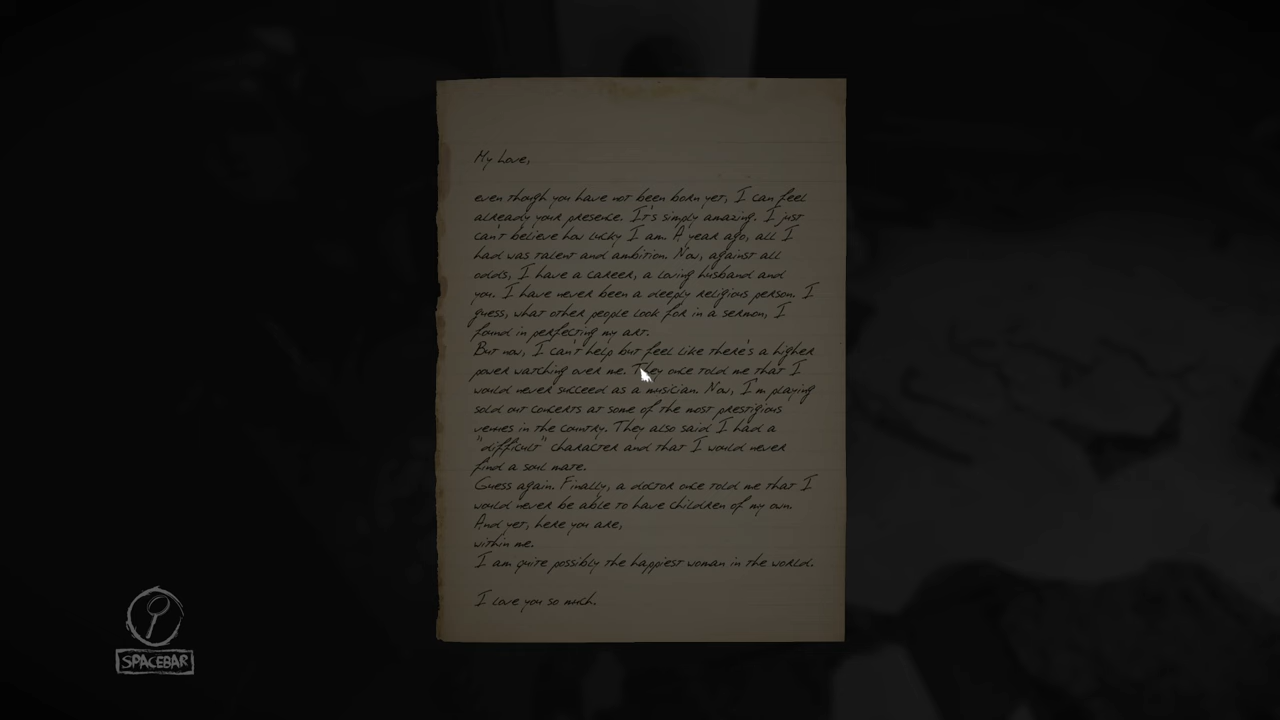 My Love,
even though you have not been born yet, I can feel
already your presence. It's simply amazing. I just
can't believe how lucky I am. A year ago, all I
had was talent and ambition. Now, against all
odds, I have a career, a loving husband and
you. I have never been a deeply religious person. I
guess, what other people look for in a sermon, I
found in perfecting my art.
But now, I can't help but feel like there's a higher
power watching over me. They once told me that I
would never succeed as a musician. Now, I'm playing
sold out concerts at some of the most prestigious
venues in the country. They also said I had a
"difficult" character and that I would never
find a soul mate.
Guess again. Finally, a doctor once told me that I
would never be able to have children of my own.
And yet, here you are,
within me.
I am quite possibly the happiest woman in the world.
I love you so much.
SPACEBAR